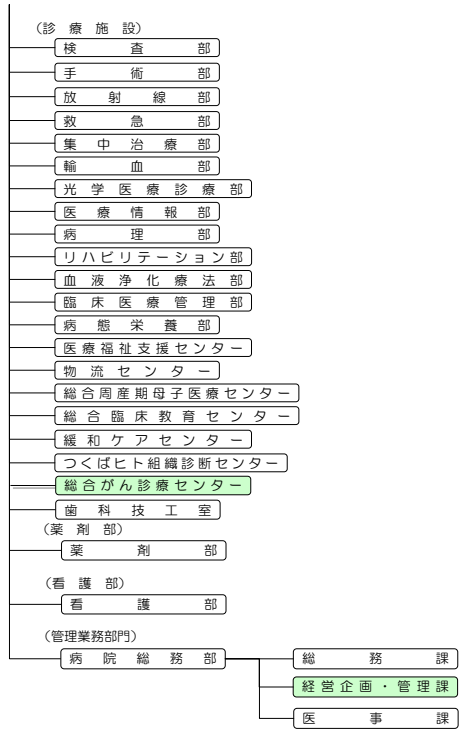 （診療施設）
検査部
手術部
放射線部
救急部
集中治療部
輸血部
光学医療診療部
医療情報部
病理部
リハビリテーション部
血液浄化療法部
臨床医療管理部
病態栄養部
医療福祉支援センター
物流センター
総合周産期母子医療センター
総合臨床教育センター
緩和ケアセンター
つくばヒト組織診断センター
総合がん診療センター
歯科技工室
（薬剤部）
薬剤部
（看護部）
看護部
（管理業務部門）
病院総務部
総務課
経営企画・管理課
医事課